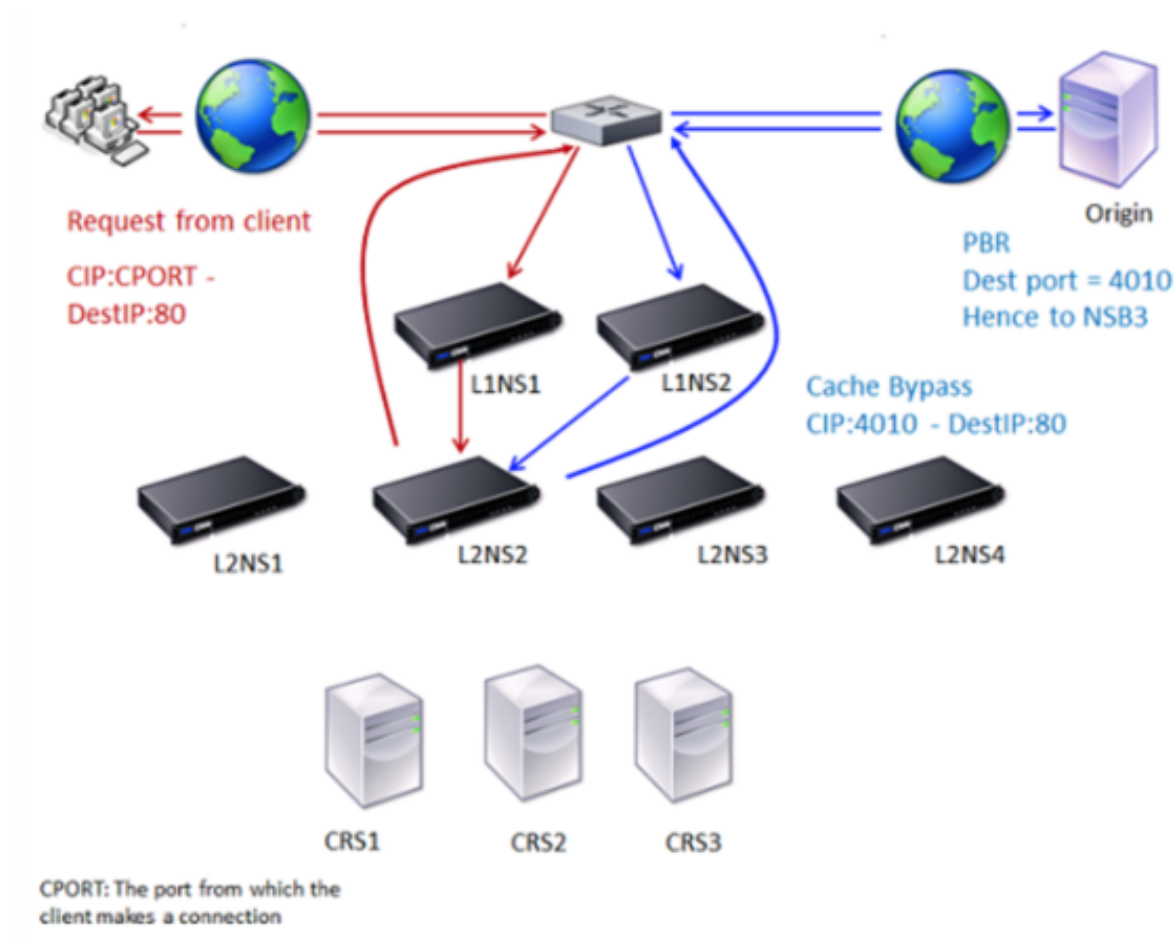 Request from client
CIP:CPORT -
DestIP:80
Origin
PBR
Dest port = 4010
Hence to NSB3
L1NS1
L1NS2
Cache Bypass
CIP:4010 - DestIP:80
L2NS1
L2NS2
L2NS3
L2NS4
CRS1
CRS2
CRS3
CPORT: The port from which the
client makes a connection